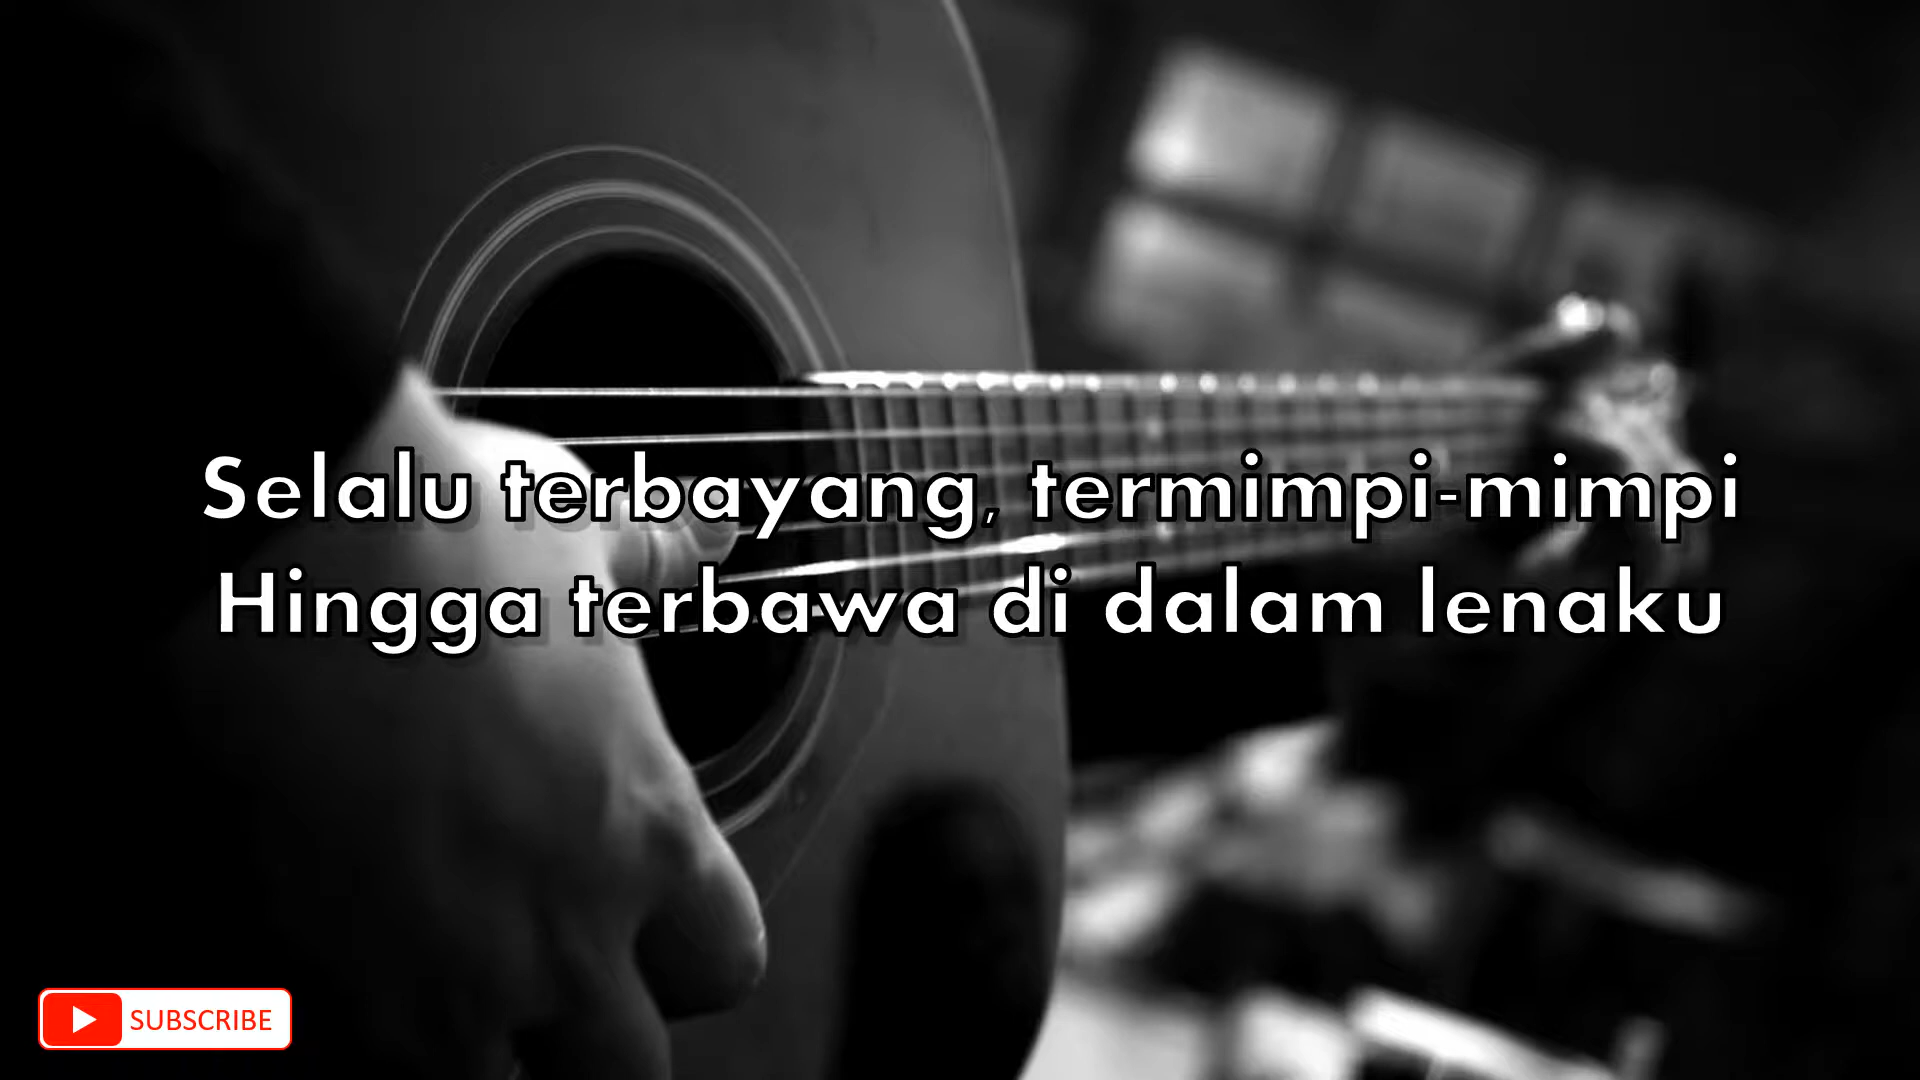 Selalu terbayang, termimpi-mimpi
Hingga terbawa di dalam lenaku
SUBSCRIBE